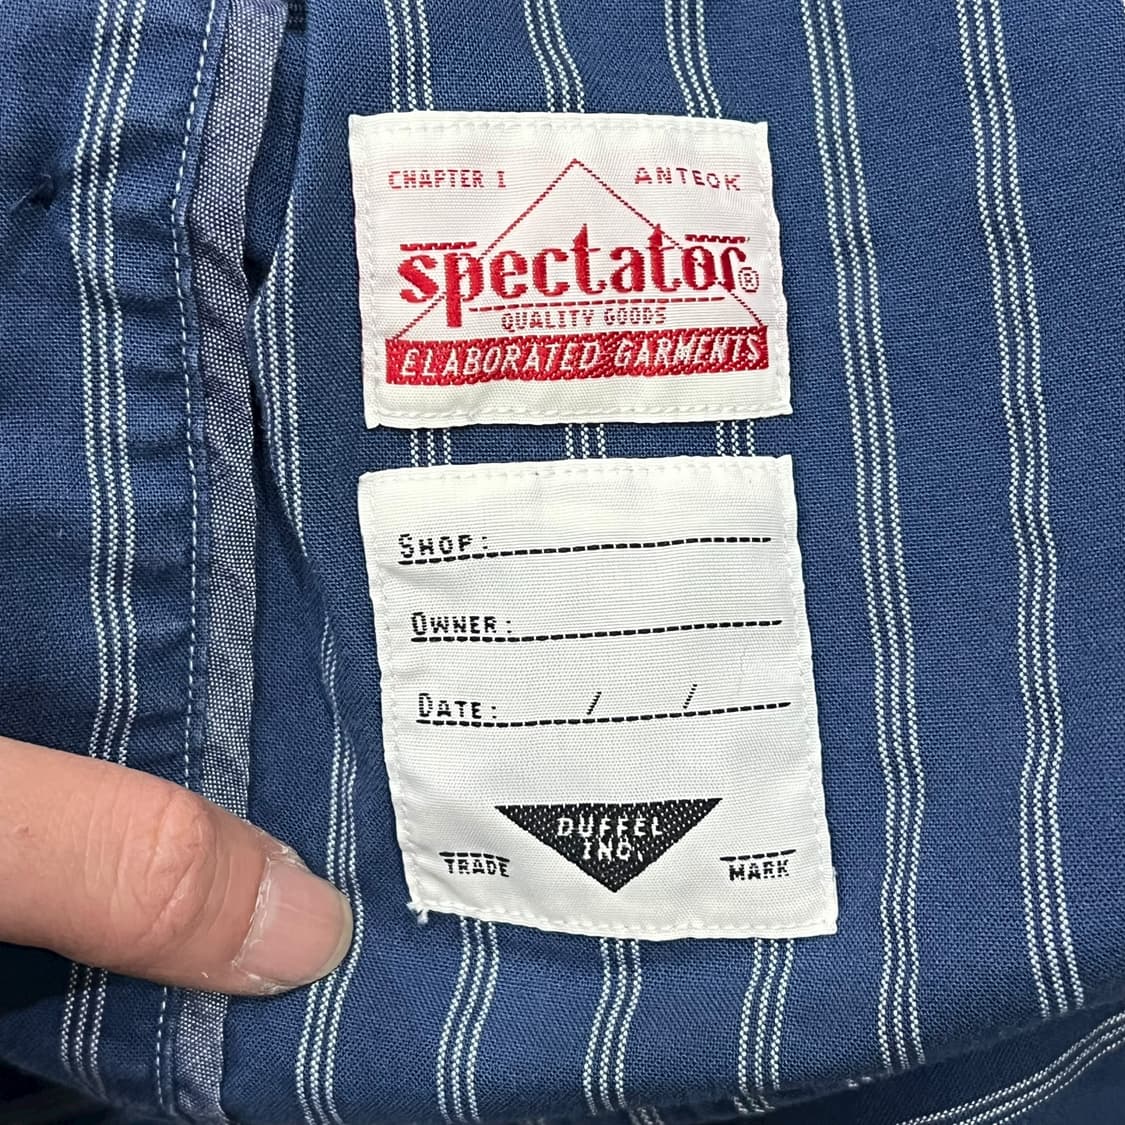 CHAPTER I ANTEOK
spectator®
QUALITY GOODS
ELABORATED GARMENTS
SHOP:
OWNER:
DATE: / /
DUFFEL
INC.
TRADE MARK